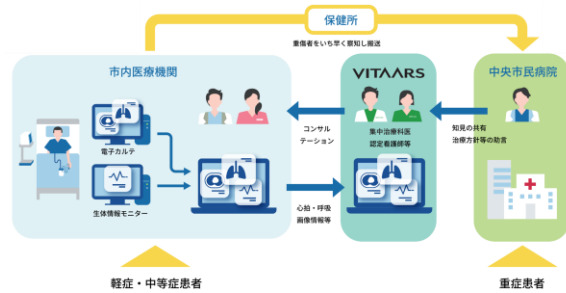 保健所
重傷者をいち早く察知し搬送
市内医療機関
VITAARS
中央市民病院
電子カルテ
生体情報モニター
コンサル
テーション
集中治療科医
認定看護師等
知見の共有
治療方針等の助言
心拍・呼吸
画像情報等
軽症・中等症患者
重症患者